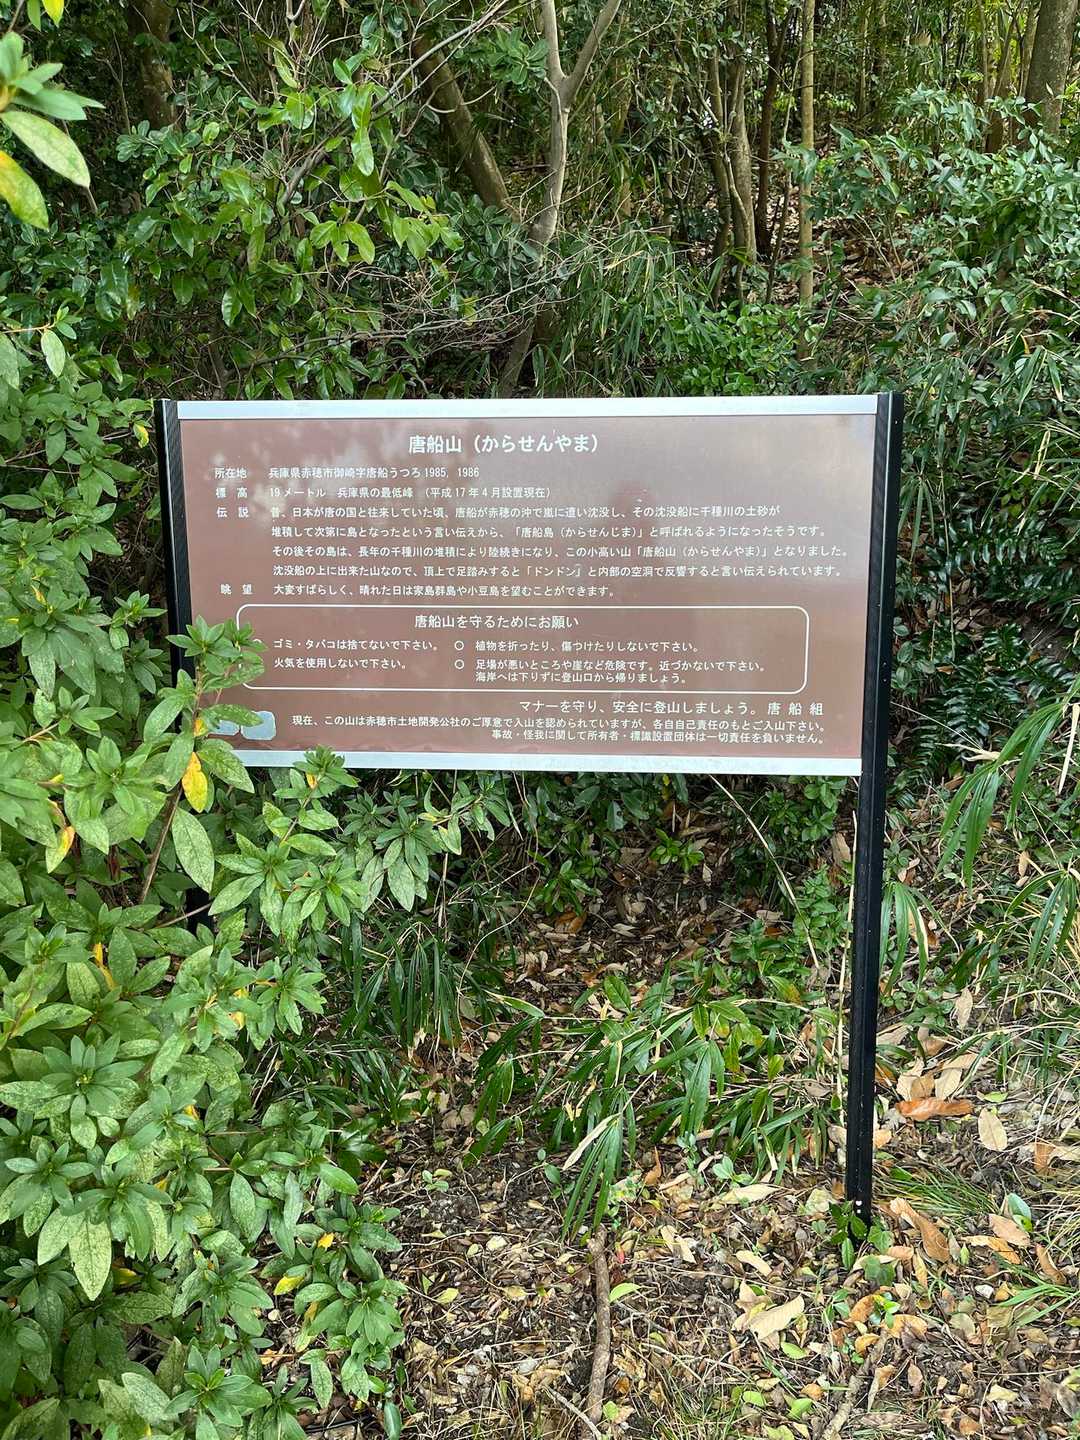 唐船山（からせんやま）
所在地 兵庫県赤穂市御崎字唐船うつろ1985, 1986
標高 19メートル 兵庫県の最低峰 （平成17年4月設置現在）
伝説 昔、日本が唐の国と往来していた頃、唐船が赤穂の沖で嵐に遭い沈没し、その沈没船に千種川の土砂が
堆積して次第に島となったという言い伝えから、「唐船島（からせんじま）」と呼ばれるようになったそうです。
その後その島は、長年の千種川の堆積により陸続きになり、この小高い山「唐船山（からせんやま）」となりました。
沈没船の上に出来た山なので、頂上で足踏みすると「ドンドン」と内部の空洞で反響すると言い伝えられています。
眺望 大変すばらしく、晴れた日は家島群島や小豆島を望むことができます。
唐船山を守るためにお願い
ゴミ・タバコは捨てないで下さい。 ○ 植物を折ったり、傷つけたりしないで下さい。
火気を使用しないで下さい。 ○ 足場が悪いところや崖など危険です。近づかないで下さい。
海岸へは下りずに登山口から帰りましょう。
マナーを守り、安全に登山しましょう。唐船組
現在、この山は赤穂市土地開発公社のご厚意で入山を認められていますが、各自自己責任のもとご入山下さい。
事故・怪我に関して所有者・標識設置団体は一切責任を負いません。